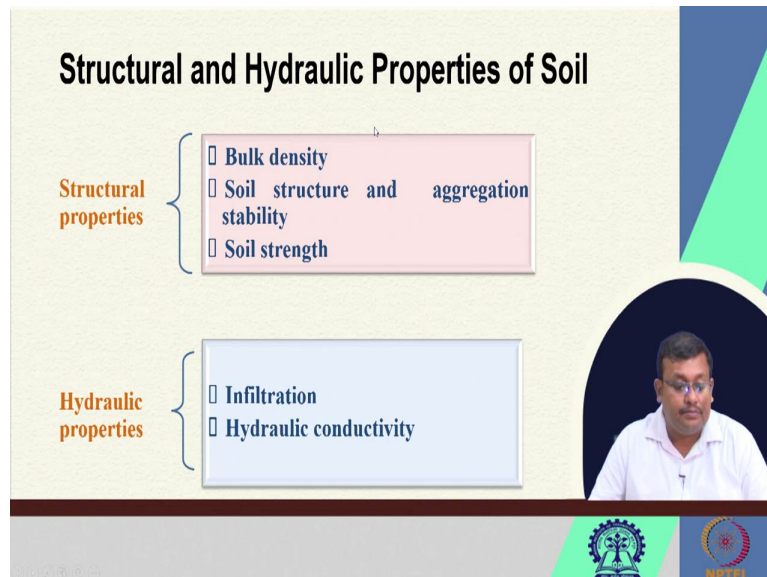 Structural and Hydraulic Properties of Soil
Structural
properties
▯ Bulk density
▯ Soil structure and aggregation
stability
▯ Soil strength
Hydraulic
properties
▯ Infiltration
▯ Hydraulic conductivity
NPTEL